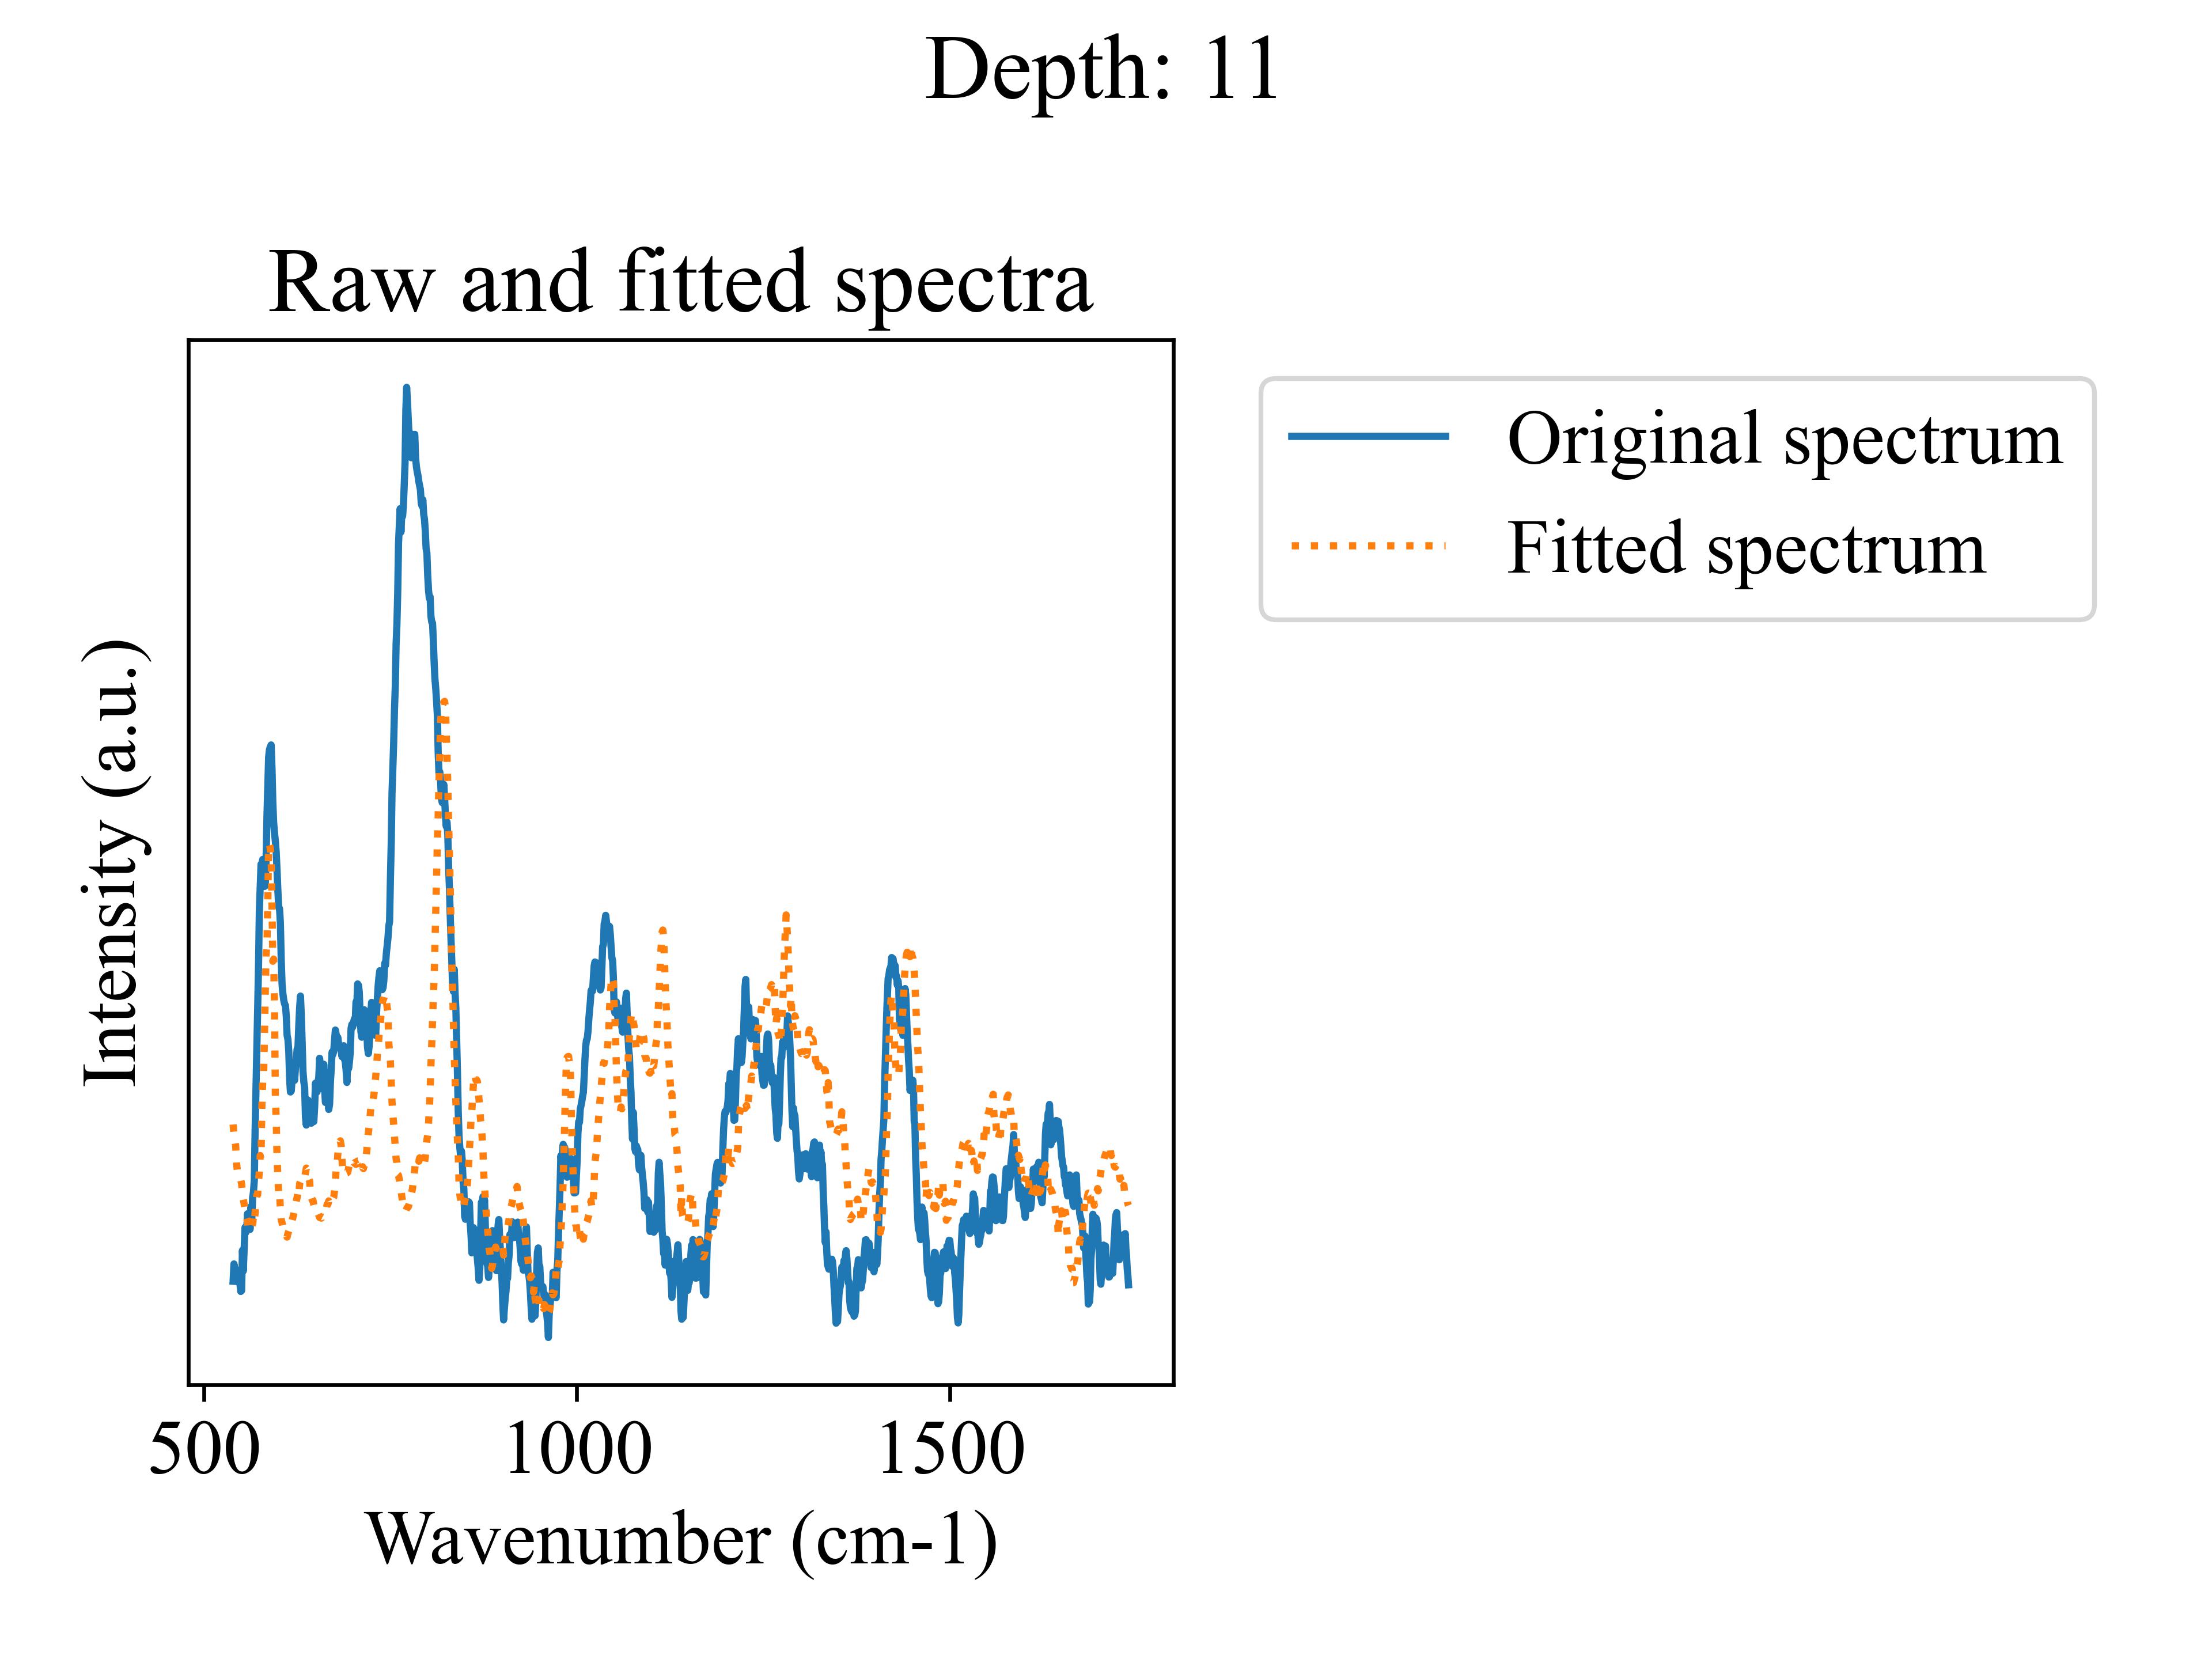 Depth: 11
Raw and fitted spectra
Original spectrum
Fitted spectrum
Intensity (a.u.)
500 1000 1500
Wavenumber (cm-1)